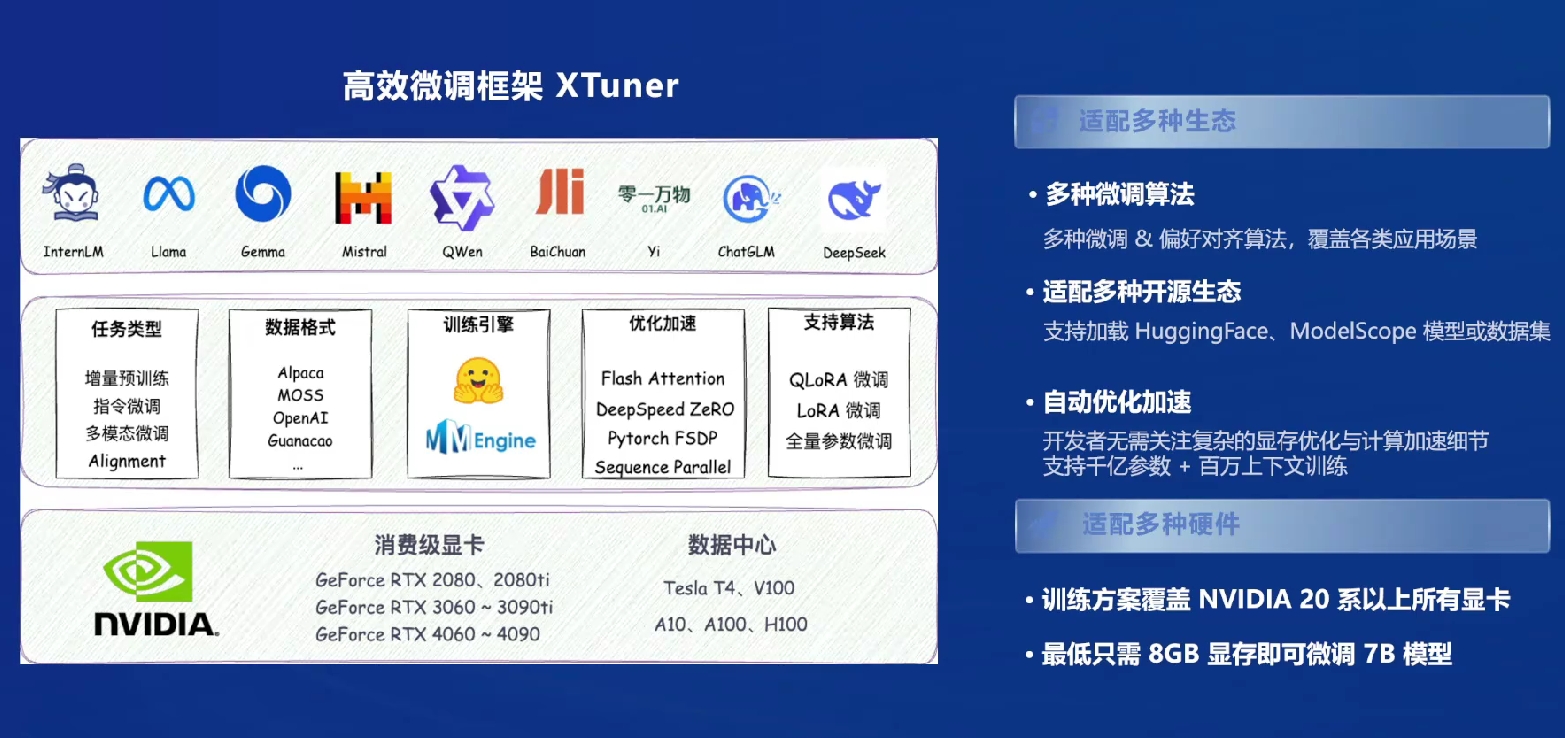 高效微调框架 XTuner
InternLM Llama Gemma Mistral QWen BaiChuan 零一万物 01.AI Yi ChatGLM DeepSeek
任务类型
增量预训练
指令微调
多模态微调
Alignment
数据格式
Alpaca
MOSS
OpenAI
Guanacao
...
训练引擎
MMEngine
优化加速
Flash Attention
DeepSpeed ZeRO
Pytorch FSDP
Sequence Parallel
支持算法
QLoRA 微调
LoRA 微调
全量参数微调
NVIDIA.
消费级显卡
GeForce RTX 2080、2080ti
GeForce RTX 3060 ~ 3090ti
GeForce RTX 4060 ~ 4090
数据中心
Tesla T4、V100
A10、A100、H100
适配多种生态
• 多种微调算法
多种微调 & 偏好对齐算法，覆盖各类应用场景
• 适配多种开源生态
支持加载 HuggingFace、ModelScope 模型或数据集
• 自动优化加速
开发者无需关注复杂的显存优化与计算加速细节
支持千亿参数 + 百万上下文训练
适配多种硬件
• 训练方案覆盖 NVIDIA 20 系以上所有显卡
• 最低只需 8GB 显存即可微调 7B 模型